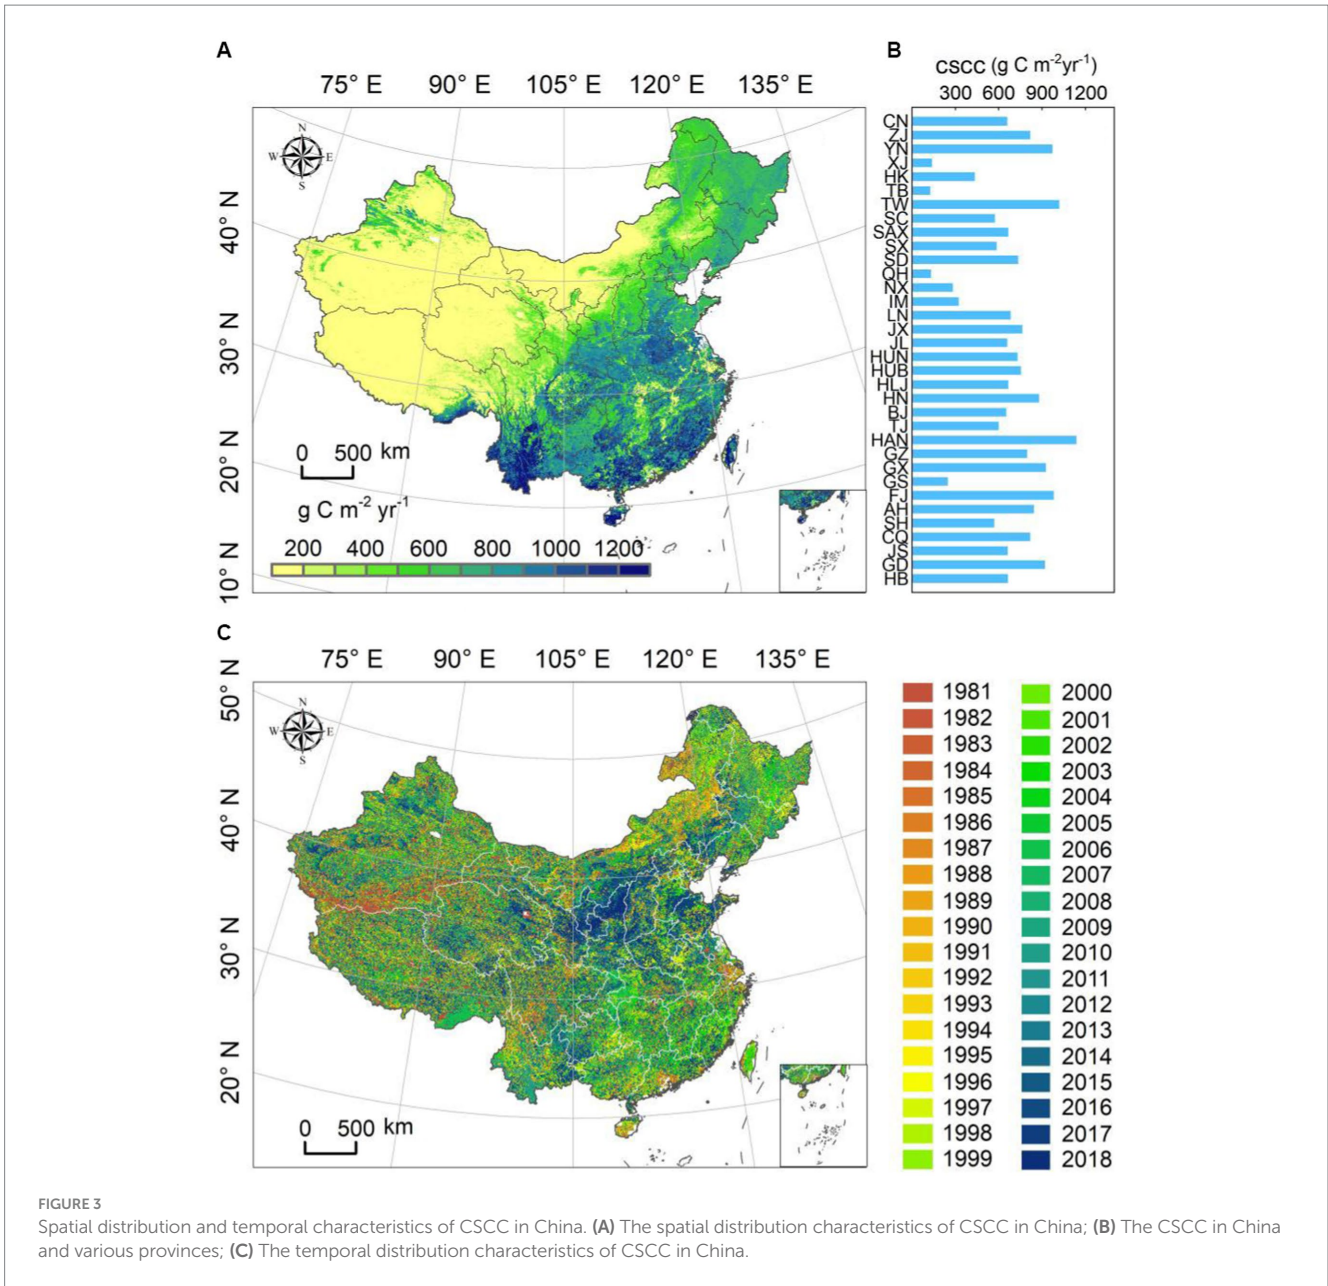 A
75° E 90° E 105° E 120° E 135° E
N
W E
S
40° N
30° N
20° N
10° N
0 500 km
g C m⁻² yr⁻¹
200 400 600 800 1000 1200
B
CSCC (g C m⁻²yr⁻¹)
300 600 900 1200
CN
ZJ
YN
XJ
HK
TB
TW
SC
SAX
SX
SD
QH
NX
IM
LN
JX
JL
HUN
HUB
HLJ
HN
BJ
TJ
HAN
GZ
GX
GS
FJ
AH
SH
CQ
JS
GD
HB
C
75° E 90° E 105° E 120° E 135° E
N
W E
S
50° N
40° N
30° N
20° N
0 500 km
1981 2000
1982 2001
1983 2002
1984 2003
1985 2004
1986 2005
1987 2006
1988 2007
1989 2008
1990 2009
1991 2010
1992 2011
1993 2012
1994 2013
1995 2014
1996 2015
1997 2016
1998 2017
1999 2018
FIGURE 3
Spatial distribution and temporal characteristics of CSCC in China. (A) The spatial distribution characteristics of CSCC in China; (B) The CSCC in China
and various provinces; (C) The temporal distribution characteristics of CSCC in China.